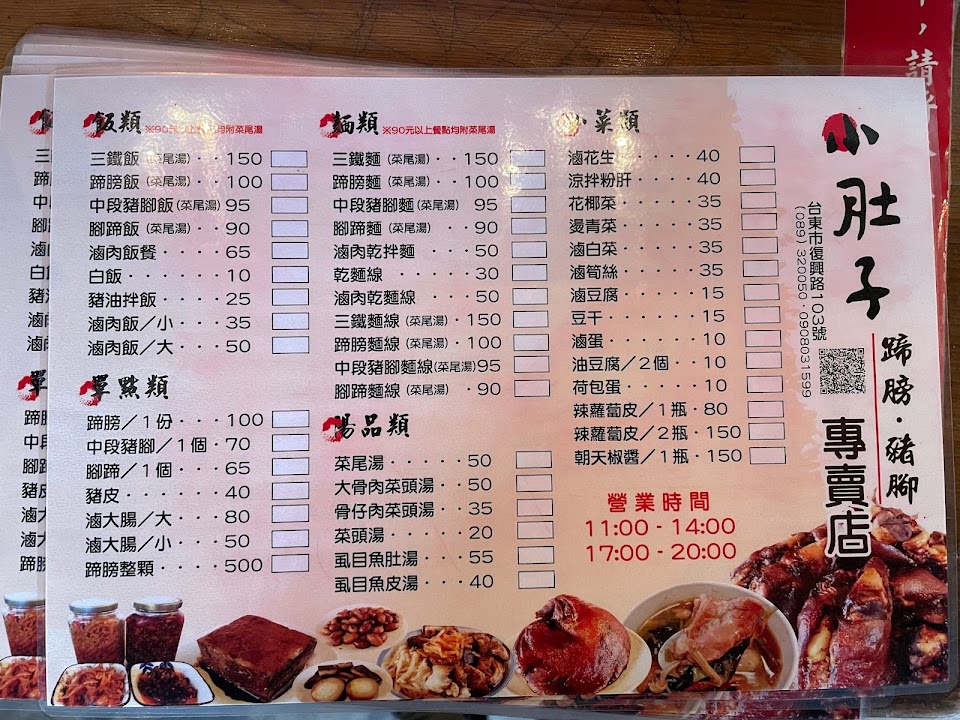 飯類 ※90元以上餐點均附菜尾湯
三鐵飯(菜尾湯)··150
蹄膀飯(菜尾湯)··100
中段豬腳飯(菜尾湯)95
腳蹄飯(菜尾湯)··90
滷肉飯餐····65
白飯······10
豬油拌飯···25
滷肉飯／小···35
滷肉飯／大···50
單點類
蹄膀／1份···100
中段豬腳／1個·70
腳蹄／1個···65
豬皮·····40
滷大腸／大···80
滷大腸／小···50
蹄膀整顆····500
麵類 ※90元以上餐點均附菜尾湯
三鐵麵(菜尾湯)··150
蹄膀麵(菜尾湯)··100
中段豬腳麵(菜尾湯)95
腳蹄麵(菜尾湯)·90
滷肉乾拌麵···50
乾麵線·····30
滷肉乾麵線···50
三鐵麵線(菜尾湯)·150
蹄膀麵線(菜尾湯)·100
中段豬腳麵線(菜尾湯)95
腳蹄麵線(菜尾湯)·90
湯品類
菜尾湯·····50
大骨肉菜頭湯··50
骨仔肉菜頭湯··35
菜頭湯·····20
虱目魚肚湯···55
虱目魚皮湯···40
小菜類
滷花生·····40
涼拌粉肝····40
花椰菜·····35
燙青菜·····35
滷白菜·····35
滷筍絲·····35
滷豆腐·····15
豆干······15
滷蛋······10
油豆腐／2個··10
荷包蛋·····10
辣蘿蔔皮／1瓶·80
辣蘿蔔皮／2瓶·150
朝天椒醬／1瓶·150
營業時間
11:00-14:00
17:00-20:00
小肚子
蹄膀·豬腳
專賣店
台東市復興路103號
(089)320050·0908031599
，請